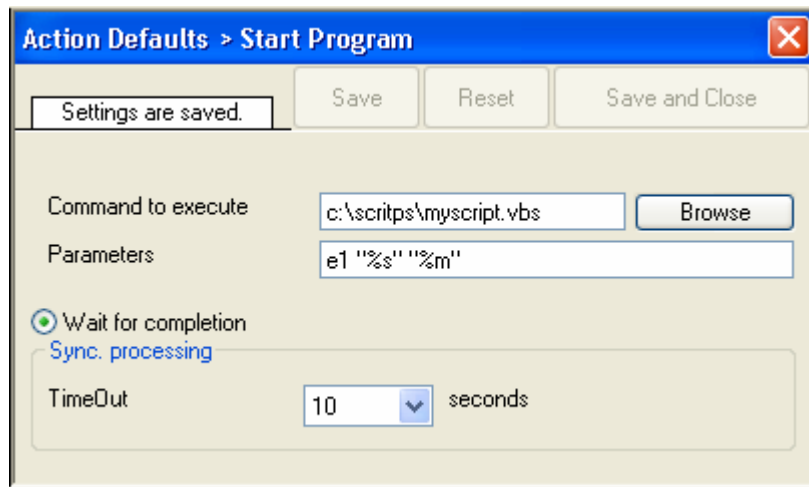 Action Defaults > Start Program
Settings are saved.
Save
Reset
Save and Close
Command to execute
c:\scritps\myscript.vbs
Browse
Parameters
e1 "%s" "%m"
Wait for completion
Sync. processing
TimeOut
10
seconds